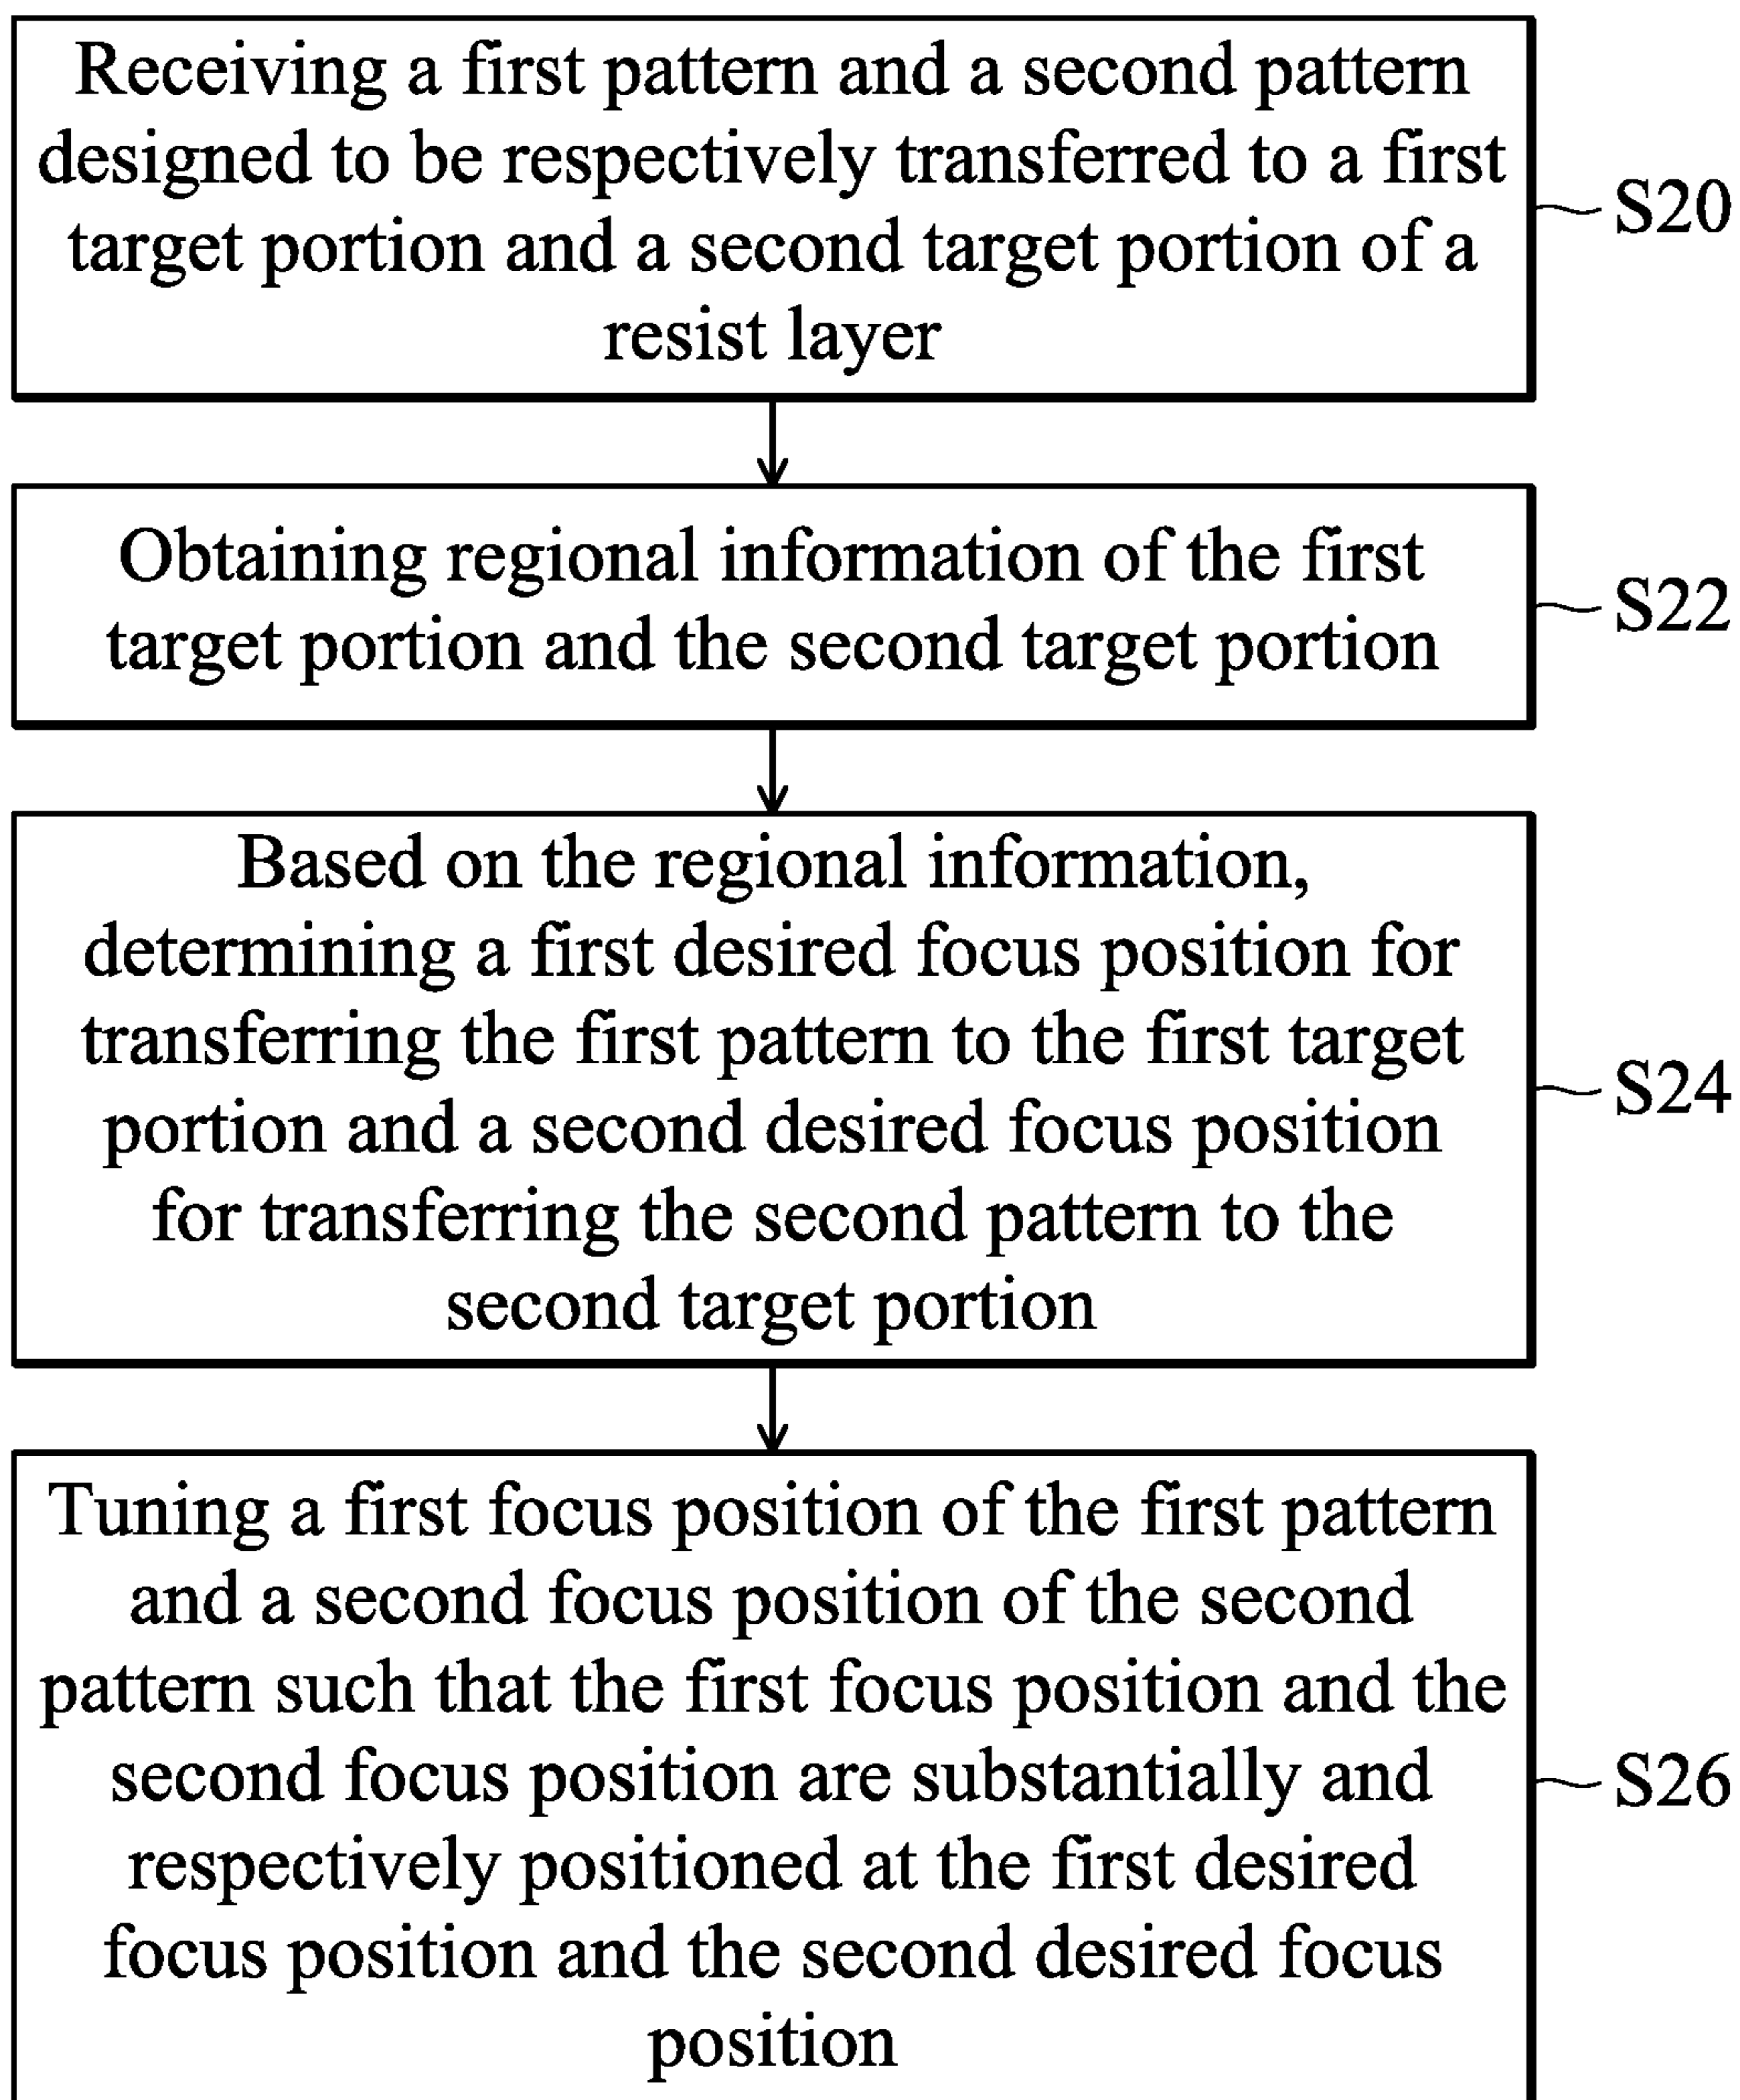 Receiving a first pattern and a second pattern
designed to be respectively transferred to a first
target portion and a second target portion of a
resist layer
S20
Obtaining regional information of the first
target portion and the second target portion
S22
Based on the regional information,
determining a first desired focus position for
transferring the first pattern to the first target
portion and a second desired focus position
for transferring the second pattern to the
second target portion
S24
Tuning a first focus position of the first pattern
and a second focus position of the second
pattern such that the first focus position and the
second focus position are substantially and
respectively positioned at the first desired
focus position and the second desired focus
position
S26